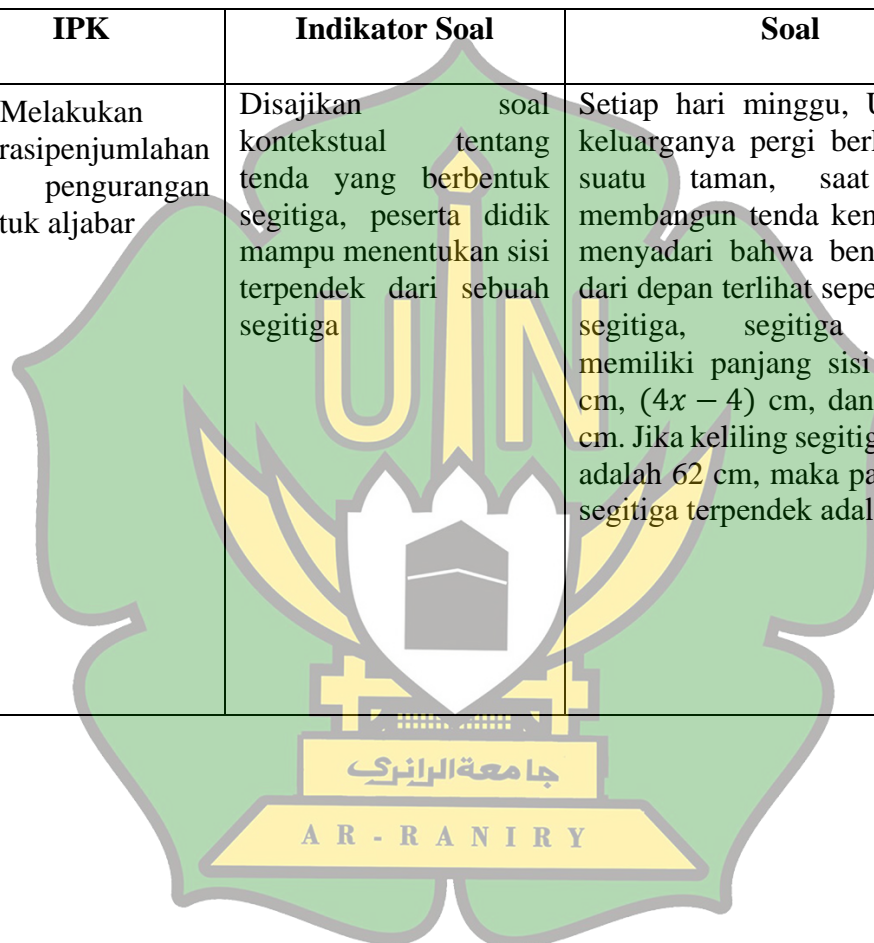 IPK
Indikator Soal
Soal
Melakukan
rasipenjumlahan
pengurangan
tuk aljabar
Disajikan soal
kontekstual tentang
tenda yang berbentuk
segitiga, peserta didik
mampu menentukan sisi
terpendek dari sebuah
segitiga
Setiap hari minggu, U
keluarganya pergi ber
suatu taman, saat
membangun tenda ken
menyadari bahwa ben
dari depan terlihat sepe
segitiga, segitiga
memiliki panjang sisi
cm, (4x − 4) cm, dan
cm. Jika keliling segitig
adalah 62 cm, maka pa
segitiga terpendek adal
UIN
جامعة الرانري
AR-RANIRY